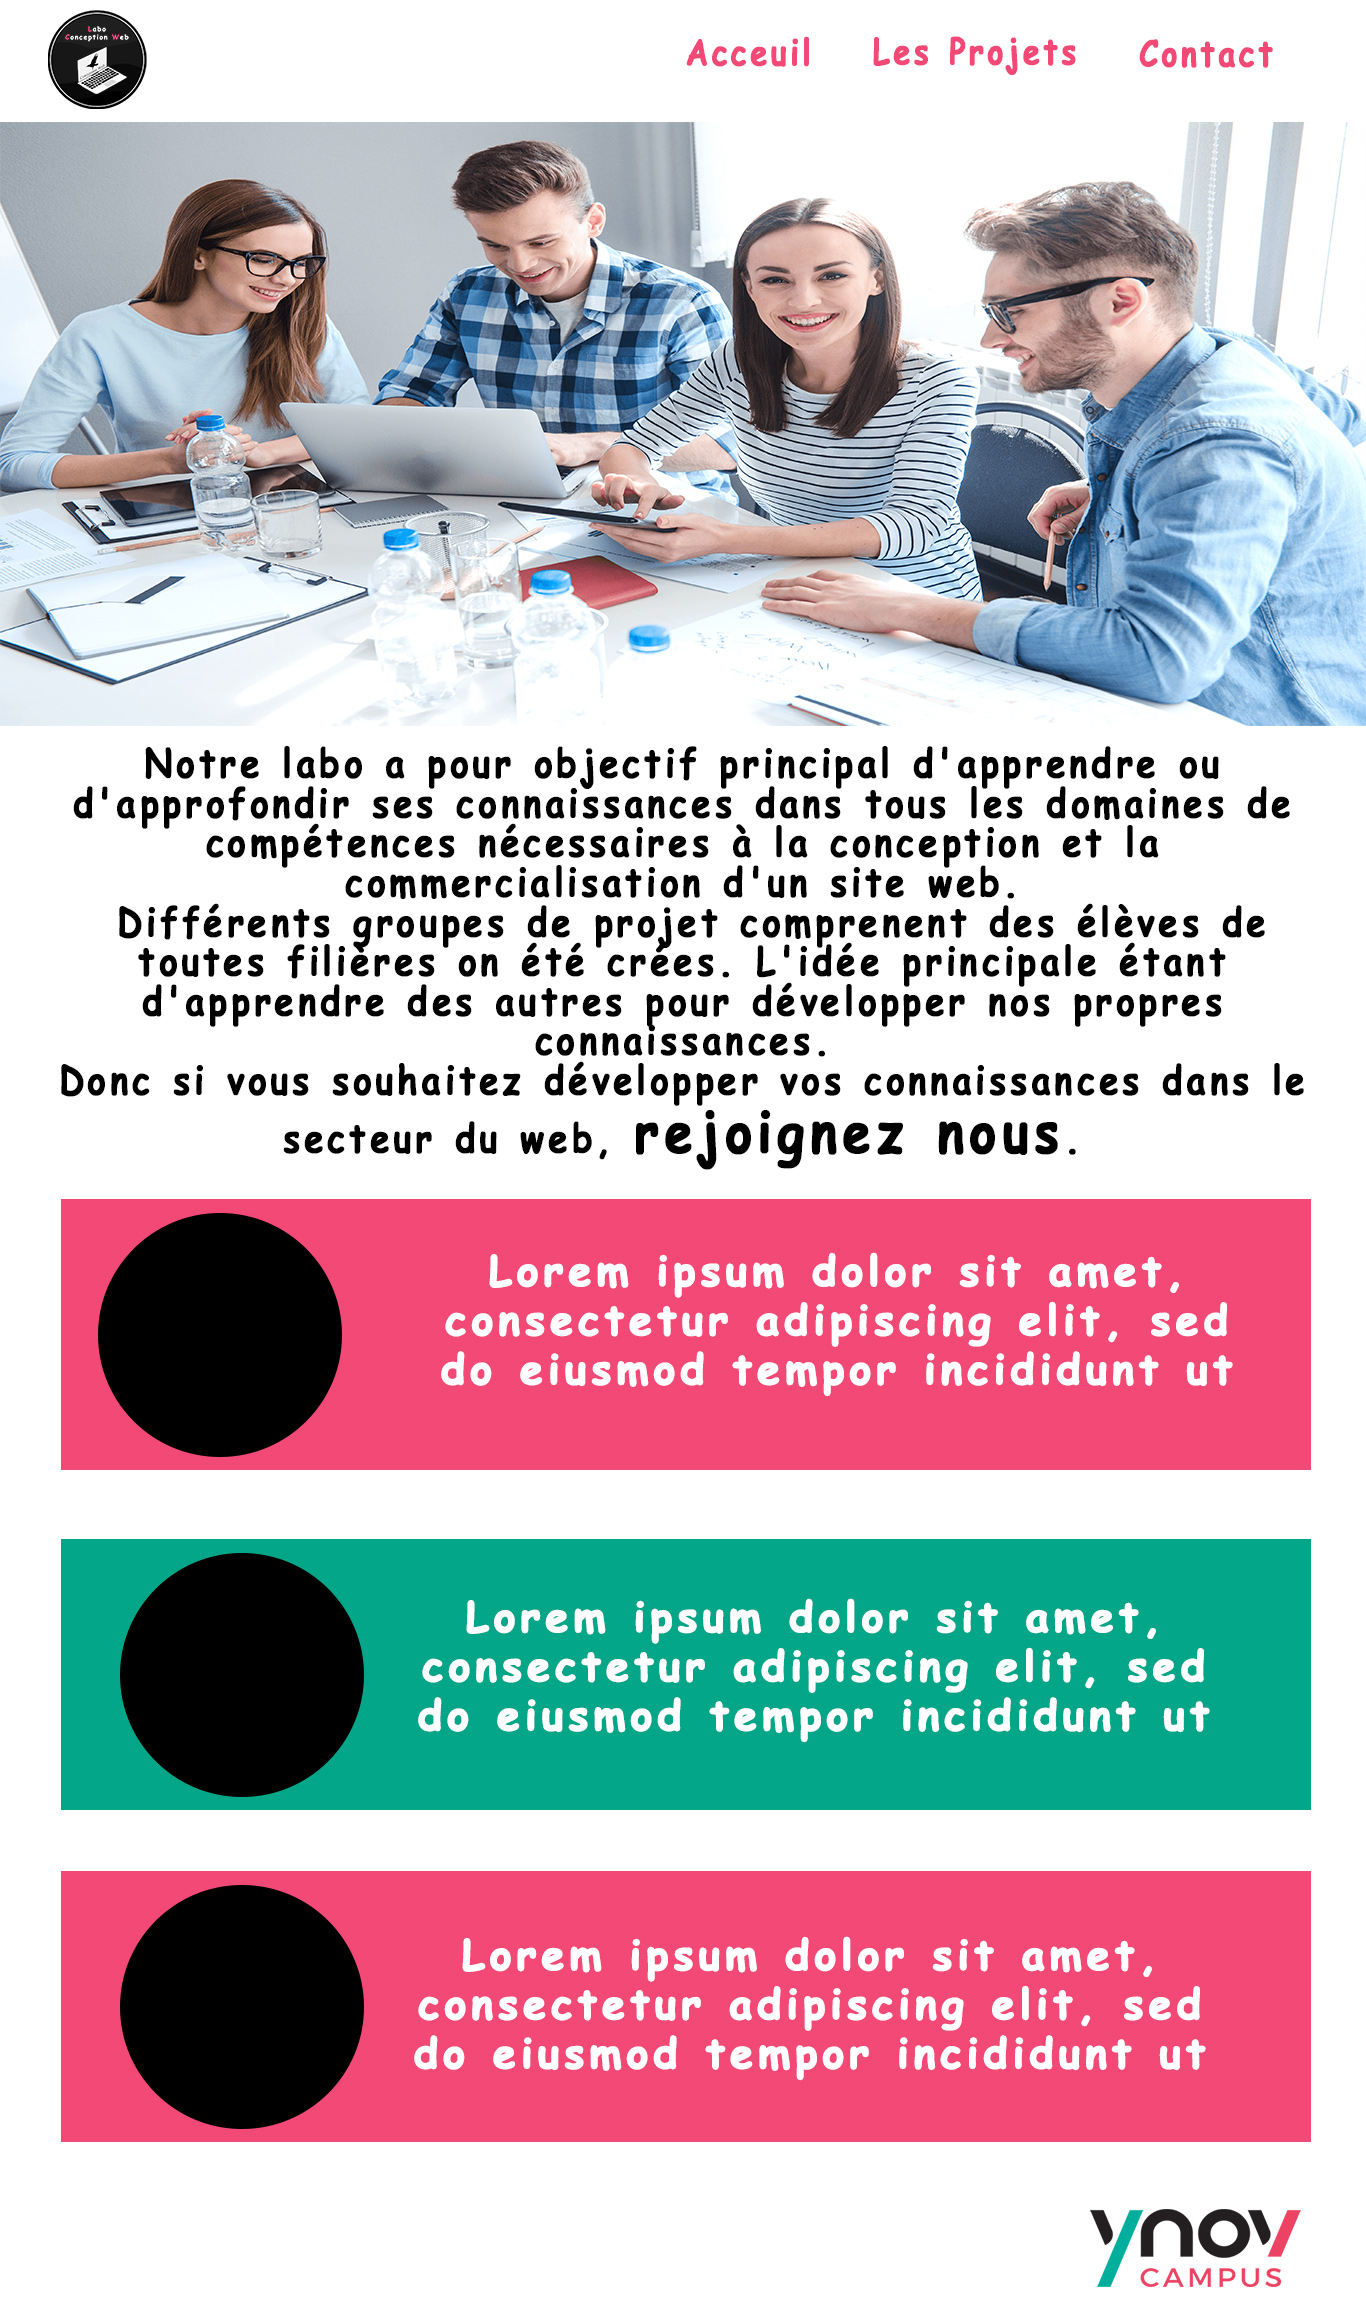 Labo
Conception Web
Acceuil
Les Projets
Contact
Notre labo a pour objectif principal d'apprendre ou
d'approfondir ses connaissances dans tous les domaines de
compétences nécessaires à la conception et la
commercialisation d'un site web.
Différents groupes de projet comprenent des élèves de
toutes filières on été crées. L'idée principale étant
d'apprendre des autres pour développer nos propres
connaissances.
Donc si vous souhaitez développer vos connaissances dans le
secteur du web, rejoignez nous.
Lorem ipsum dolor sit amet,
consectetur adipiscing elit, sed
do eiusmod tempor incididunt ut
Lorem ipsum dolor sit amet,
consectetur adipiscing elit, sed
do eiusmod tempor incididunt ut
Lorem ipsum dolor sit amet,
consectetur adipiscing elit, sed
do eiusmod tempor incididunt ut
ynov
CAMPUS